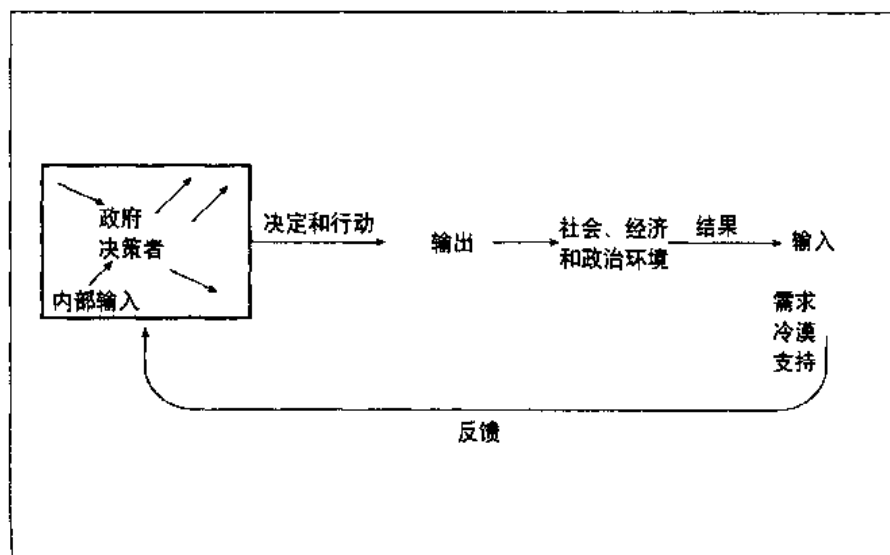 政府
决策者
内部输入
决定和行动
输出
社会、经济
和政治环境
结果
输入
需求
冷漠
支持
反馈